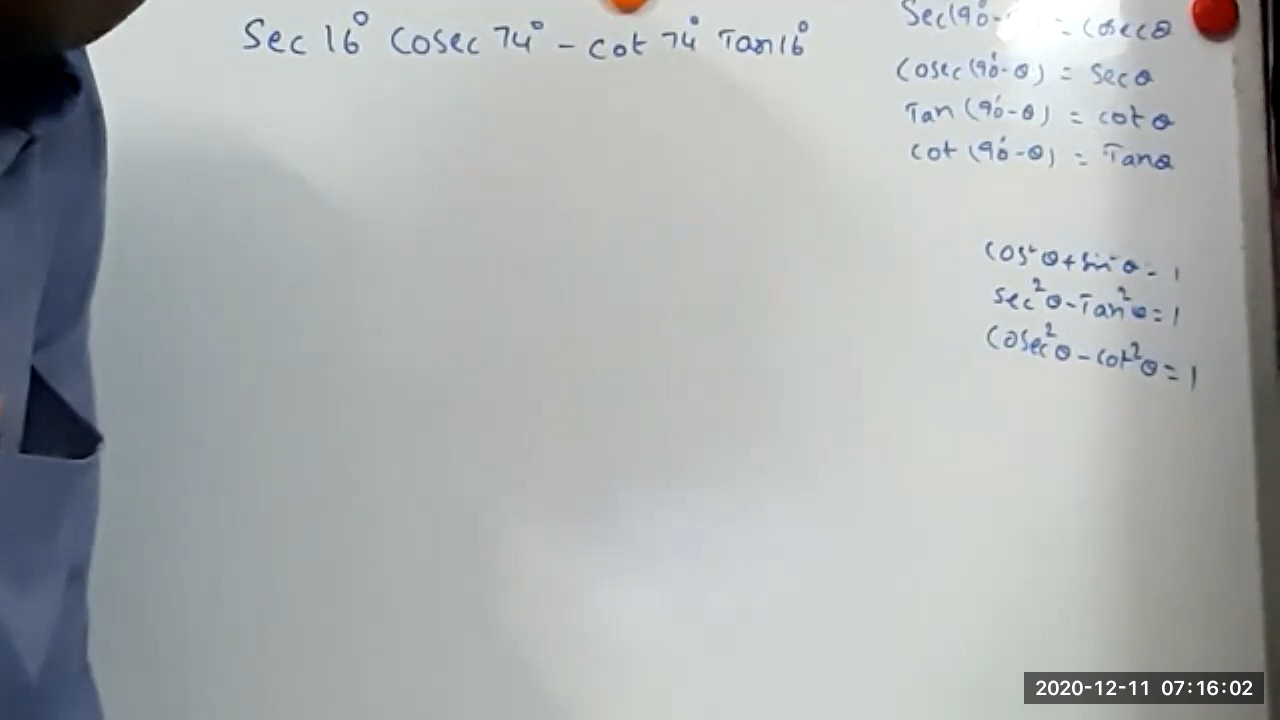 Sec 16° Cosec 74° - cot 74° Tan 16°
Sec(90- = Cosecθ
Cosec (90°-θ) = Secθ
Tan (90°-θ) = cotθ
cot (90°-θ) = Tanθ
Cos²θ+Sin²θ = 1
Sec²θ-Tan²θ = 1
Cosec²θ-Cot²θ = 1
2020-12-11 07:16:02